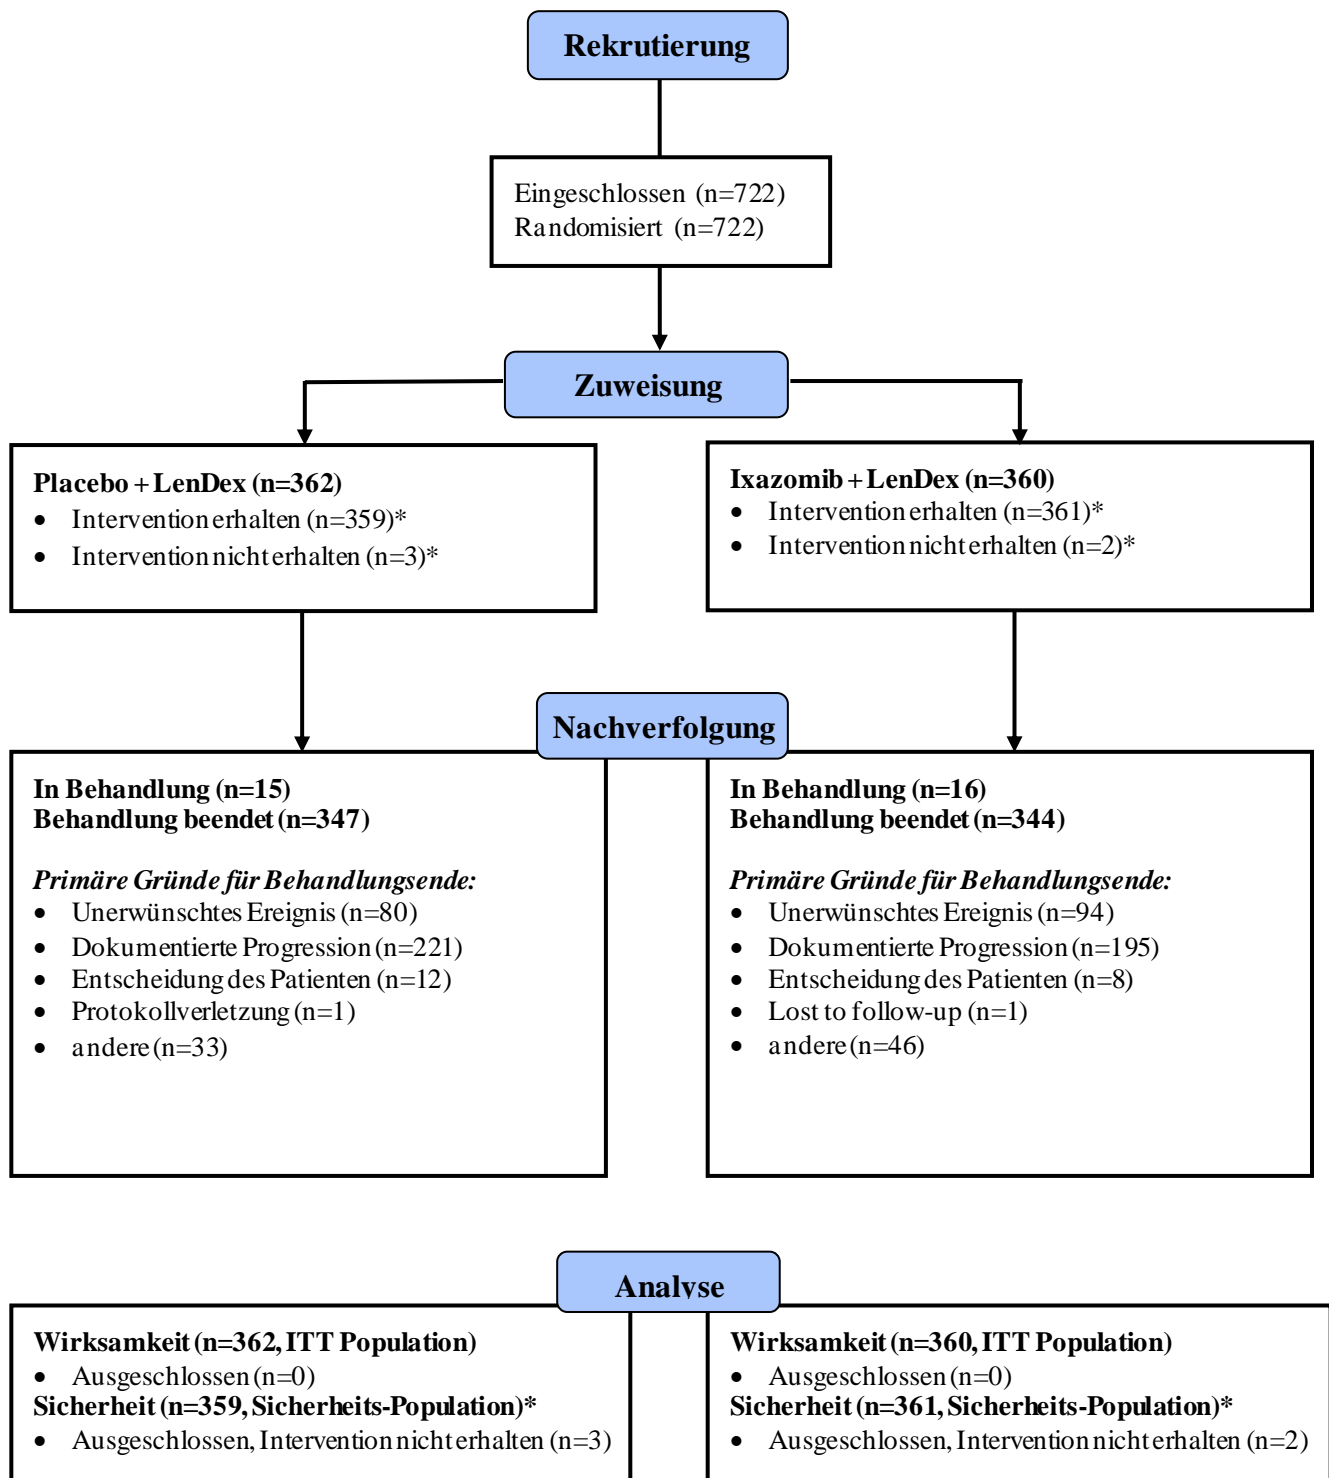 Rekrutierung
Eingeschlossen (n=722)
Randomisiert (n=722)
Zuweisung
Placebo + LenDex (n=362)
• Intervention erhalten (n=359)*
• Intervention nicht erhalten (n=3)*
Ixazomib + LenDex (n=360)
• Intervention erhalten (n=361)*
• Intervention nicht erhalten (n=2)*
Nachverfolgung
In Behandlung (n=15)
Behandlung beendet (n=347)
Primäre Gründe für Behandlungsende:
• Unerwünschtes Ereignis (n=80)
• Dokumentierte Progression (n=221)
• Entscheidung des Patienten (n=12)
• Protokollverletzung (n=1)
• andere (n=33)
In Behandlung (n=16)
Behandlung beendet (n=344)
Primäre Gründe für Behandlungsende:
• Unerwünschtes Ereignis (n=94)
• Dokumentierte Progression (n=195)
• Entscheidung des Patienten (n=8)
• Lost to follow-up (n=1)
• andere (n=46)
Analyse
Wirksamkeit (n=362, ITT Population)
• Ausgeschlossen (n=0)
Sicherheit (n=359, Sicherheits-Population)*
• Ausgeschlossen, Intervention nicht erhalten (n=3)
Wirksamkeit (n=360, ITT Population)
• Ausgeschlossen (n=0)
Sicherheit (n=361, Sicherheits-Population)*
• Ausgeschlossen, Intervention nicht erhalten (n=2)